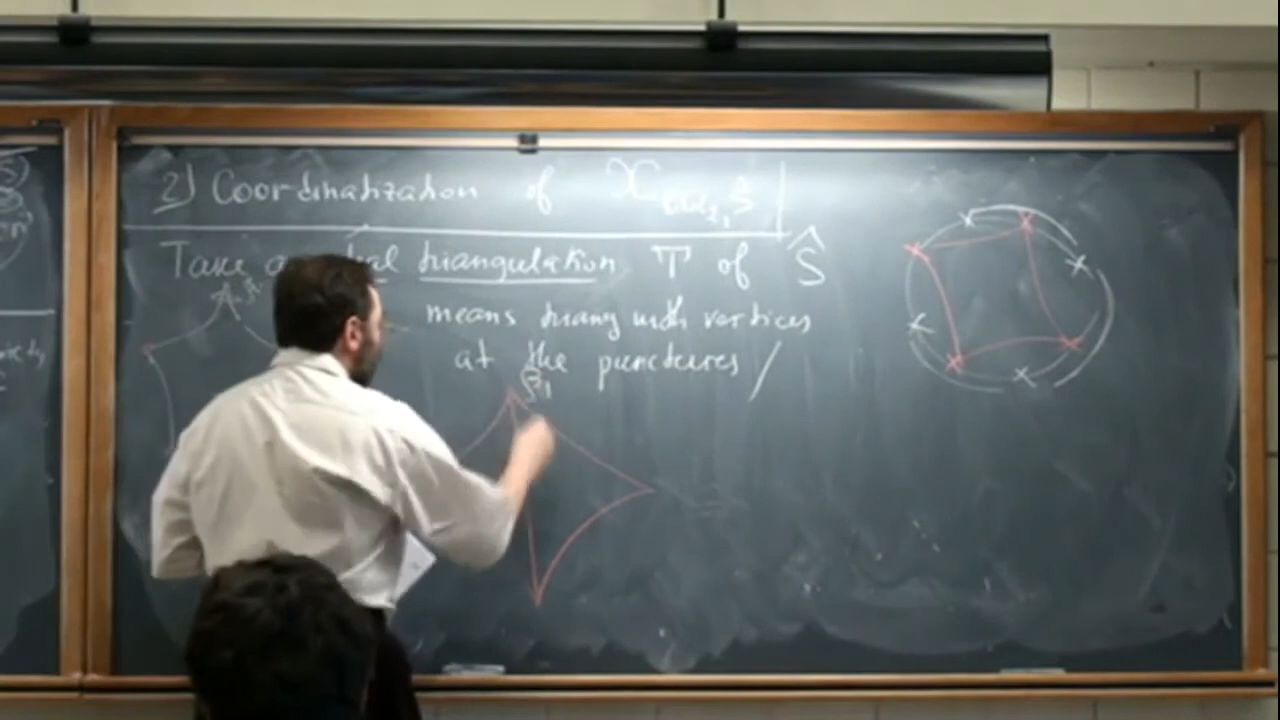 2) Coordinatization of X
Take a ideal triangulation T of Ŝ
means triang with vertices
at the punctures /